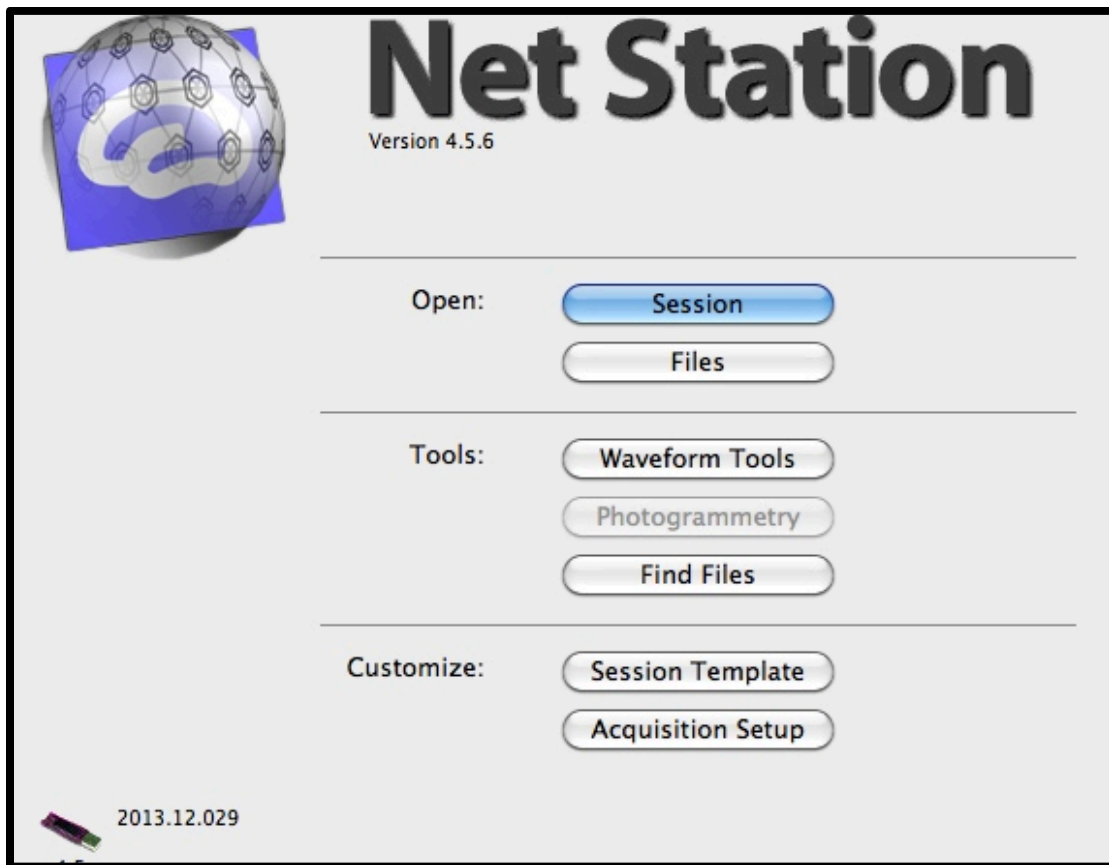 Net Station
Version 4.5.6
Open:
Session
Files
Tools:
Waveform Tools
Photogrammetry
Find Files
Customize:
Session Template
Acquisition Setup
2013.12.029